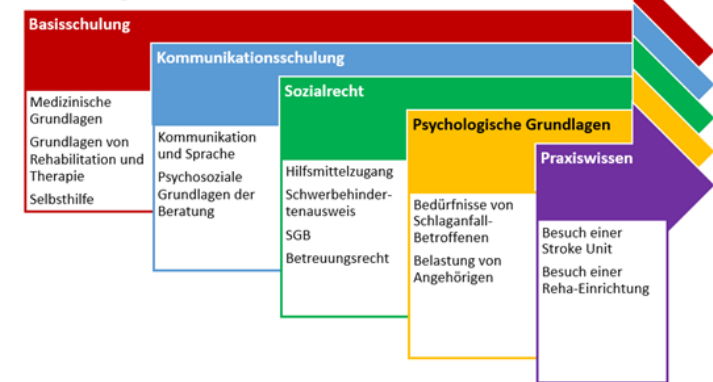 Basisschulung
Medizinische
Grundlagen
Grundlagen von
Rehabilitation und
Therapie
Selbsthilfe
Kommunikationsschulung
Kommunikation
und Sprache
Psychosoziale
Grundlagen der
Beratung
Sozialrecht
Hilfsmittelzugang
Schwerbehinder-
tenausweis
SGB
Betreuungsrecht
Psychologische Grundlagen
Bedürfnisse von
Schlaganfall-
Betroffenen
Belastung von
Angehörigen
Praxiswissen
Besuch einer
Stroke Unit
Besuch einer
Reha-Einrichtung